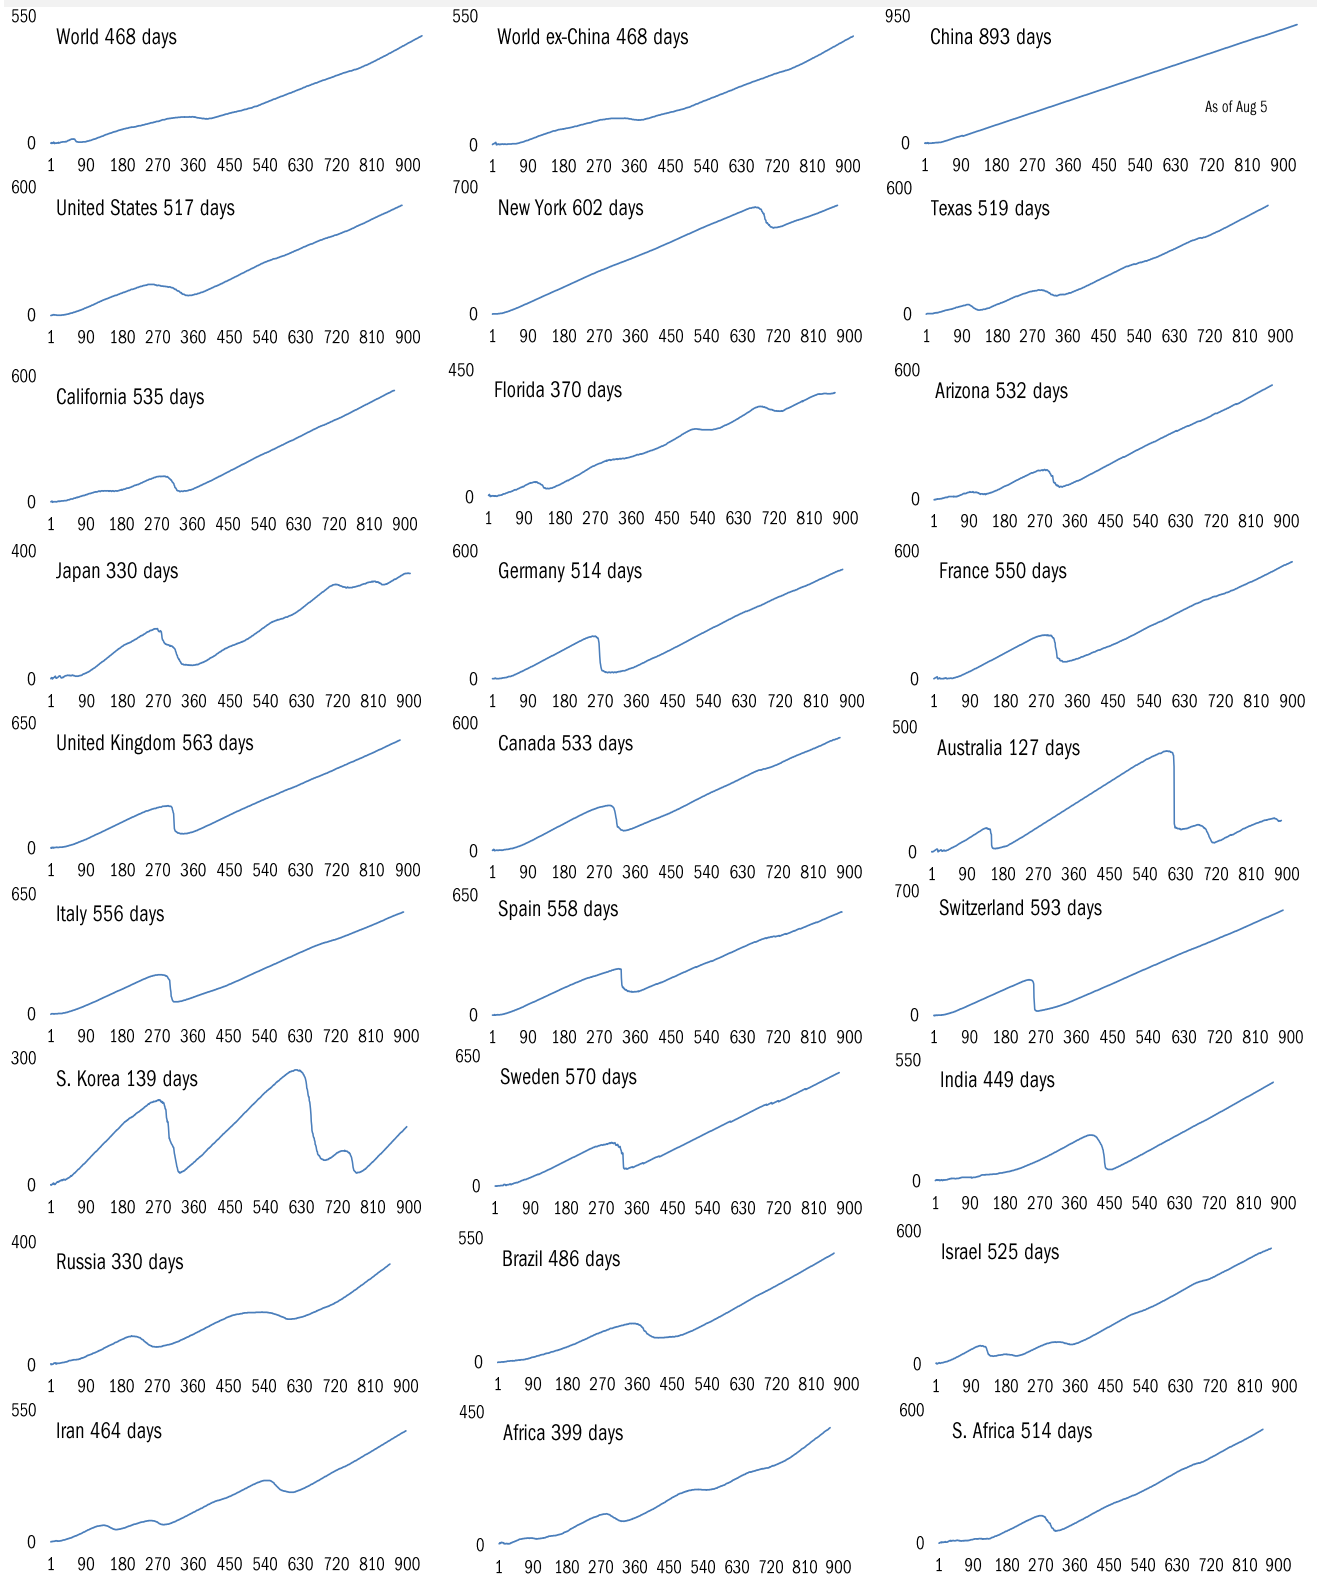 550
World 468 days
0
1 90 180 270 360 450 540 630 720 810 900
550
World ex-China 468 days
0
1 90 180 270 360 450 540 630 720 810 900
950
China 893 days
As of Aug 5
0
1 90 180 270 360 450 540 630 720 810 900
600
United States 517 days
0
1 90 180 270 360 450 540 630 720 810 900
700
New York 602 days
0
1 90 180 270 360 450 540 630 720 810 900
600
Texas 519 days
0
1 90 180 270 360 450 540 630 720 810 900
600
California 535 days
0
1 90 180 270 360 450 540 630 720 810 900
450
Florida 370 days
0
1 90 180 270 360 450 540 630 720 810 900
600
Arizona 532 days
0
1 90 180 270 360 450 540 630 720 810 900
400
Japan 330 days
0
1 90 180 270 360 450 540 630 720 810 900
600
Germany 514 days
0
1 90 180 270 360 450 540 630 720 810 900
600
France 550 days
0
1 90 180 270 360 450 540 630 720 810 900
650
United Kingdom 563 days
0
1 90 180 270 360 450 540 630 720 810 900
600
Canada 533 days
0
1 90 180 270 360 450 540 630 720 810 900
500
Australia 127 days
0
1 90 180 270 360 450 540 630 720 810 900
650
Italy 556 days
0
1 90 180 270 360 450 540 630 720 810 900
650
Spain 558 days
0
1 90 180 270 360 450 540 630 720 810 900
700
Switzerland 593 days
0
1 90 180 270 360 450 540 630 720 810 900
300
S. Korea 139 days
0
1 90 180 270 360 450 540 630 720 810 900
650
Sweden 570 days
0
1 90 180 270 360 450 540 630 720 810 900
550
India 449 days
0
1 90 180 270 360 450 540 630 720 810 900
400
Russia 330 days
0
1 90 180 270 360 450 540 630 720 810 900
550
Brazil 486 days
0
1 90 180 270 360 450 540 630 720 810 900
600
Israel 525 days
0
1 90 180 270 360 450 540 630 720 810 900
550
Iran 464 days
0
1 90 180 270 360 450 540 630 720 810 900
450
Africa 399 days
0
1 90 180 270 360 450 540 630 720 810 900
600
S. Africa 514 days
0
1 90 180 270 360 450 540 630 720 810 900